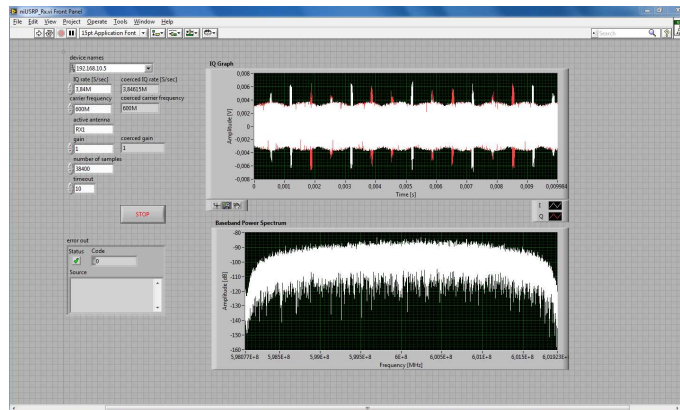 niUSRP_Rx.vi Front Panel
File Edit View Project Operate Tools Window Help
15pt Application Font
Search
device names
192.168.10.5
IQ rate [S/sec] coerced IQ rate [S/sec]
3,84M 3,84615M
carrier frequency coerced carrier frequency
600M 600M
active antenna
RX1
gain coerced gain
1 1
number of samples
38400
timeout
10
STOP
error out
Status Code
0
Source
IQ Graph
0,008
0,006
0,004
0,002
0
-0,002
-0,004
-0,006
-0,008
Amplitude [V]
0 0,001 0,002 0,003 0,004 0,005 0,006 0,007 0,008 0,009 0,009984
Time [s]
I
Q
Baseband Power Spectrum
-80
-90
-100
-110
-120
-130
-140
-150
-160
Amplitude [dB]
5,98077E+8 5,985E+8 5,99E+8 5,995E+8 6E+8 6,005E+8 6,01E+8 6,015E+8 6,01923E+
Frequency [MHz]